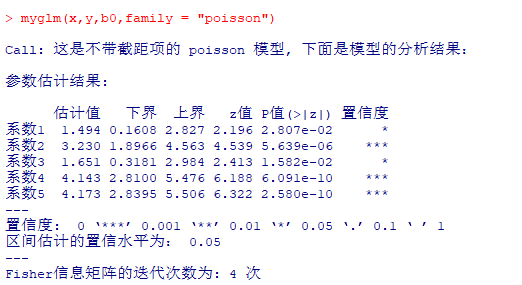 > myglm(x,y,b0,family = "poisson")
Call: 这是不带截距项的 poisson 模型, 下面是模型的分析结果:
参数估计结果:
估计值 下界 上界 z值 P值(>|z|) 置信度
系数1 1.494 0.1608 2.827 2.196 2.807e-02 *
系数2 3.230 1.8966 4.563 4.539 5.639e-06 ***
系数3 1.651 0.3181 2.984 2.413 1.582e-02 *
系数4 4.143 2.8100 5.476 6.188 6.091e-10 ***
系数5 4.173 2.8395 5.506 6.322 2.580e-10 ***
---
置信度: 0 ‘***’ 0.001 ‘**’ 0.01 ‘*’ 0.05 ‘.’ 0.1 ‘ ’ 1
区间估计的置信水平为: 0.05
---
Fisher信息矩阵的迭代次数为: 4 次